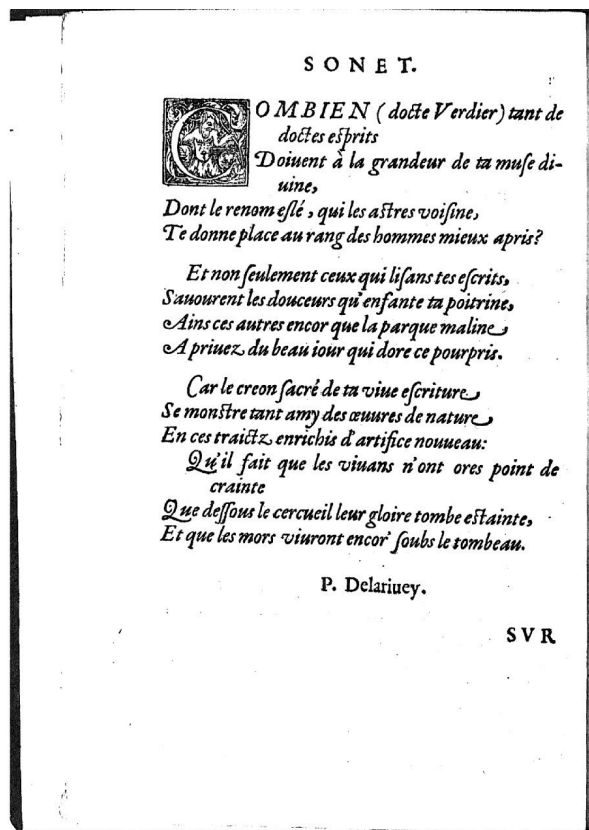 SONET.
COMBIEN (docte Verdier) tant de
doctes esprits
Doiuent à la grandeur de ta muse di-
uine,
Dont le renom eslé, qui les astres voisine,
Te donne place au rang des hommes mieux apris?
Et non seulement ceux qui lisans tes escrits,
Sauourent les douceurs qu'enfante ta poitrine,
Ains ces autres encor que la parque maline
A priuez du beau iour qui dore ce pourpris.
Car le creon sacré de ta viue escriture
Se monstre tant amy des œuures de nature
En ces traictz enrichis d'artifice nouueau:
Qu'il fait que les viuans n'ont ores point de
crainte
Que dessous le cercueil leur gloire tombe estainte,
Et que les mors viuront encor' soubs le tombeau.
P. Delariuey.
SVR